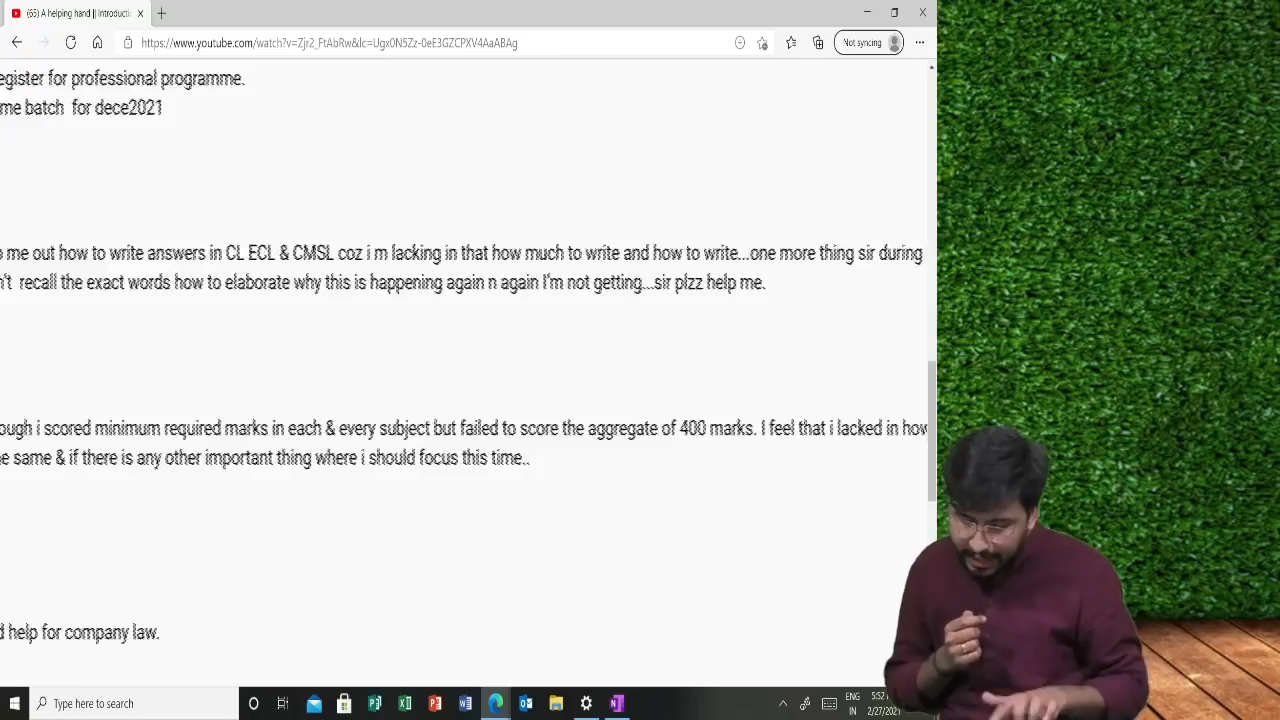 (65) A helping hand || Introducti
https://www.youtube.com/watch?v=Zjr2_FtAbRw&lc=Ugx0N5Zz-0eE3GZCPXV4AaABAg
Not syncing
egister for professional programme.
me batch for dece2021
o me out how to write answers in CL ECL & CMSL coz i m lacking in that how much to write and how to write...one more thing sir during
n't recall the exact words how to elaborate why this is happening again n again I'm not getting...sir plzz help me.
ough i scored minimum required marks in each & every subject but failed to score the aggregate of 400 marks. I feel that i lacked in how
e same & if there is any other important thing where i should focus this time..
d help for company law.
Type here to search
ENG
IN
5:52
2/27/2021